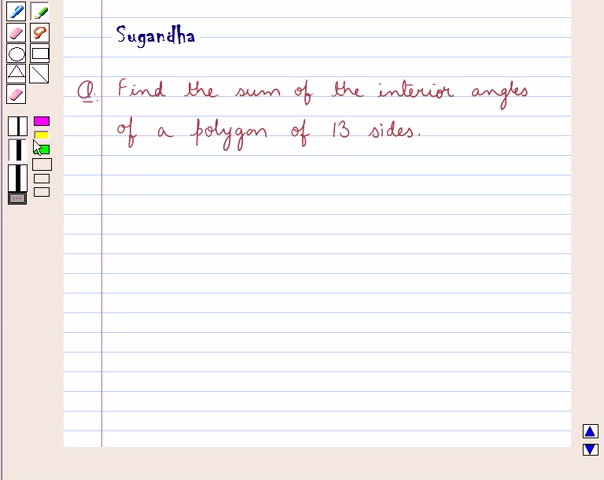 Sugandha
Q. Find the sum of the interior angles
of a polygon of 13 sides.